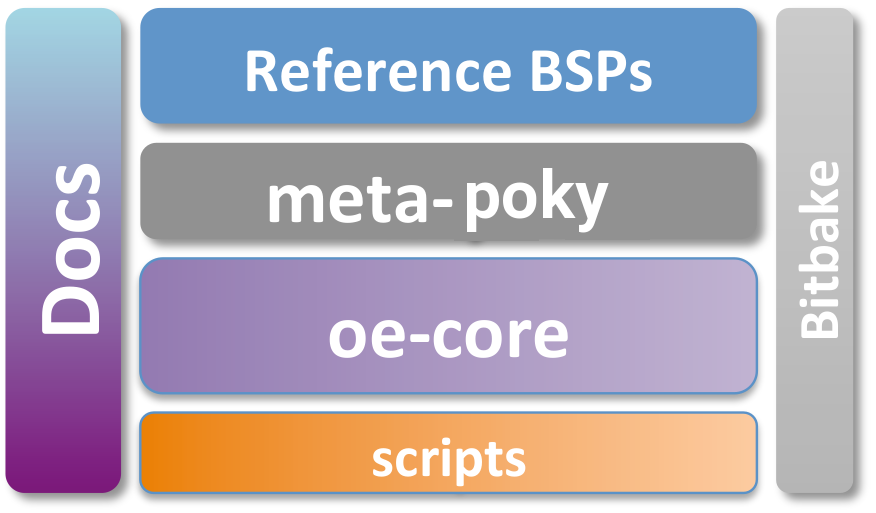 Docs
Reference BSPs
meta-poky
oe-core
scripts
Bitbake